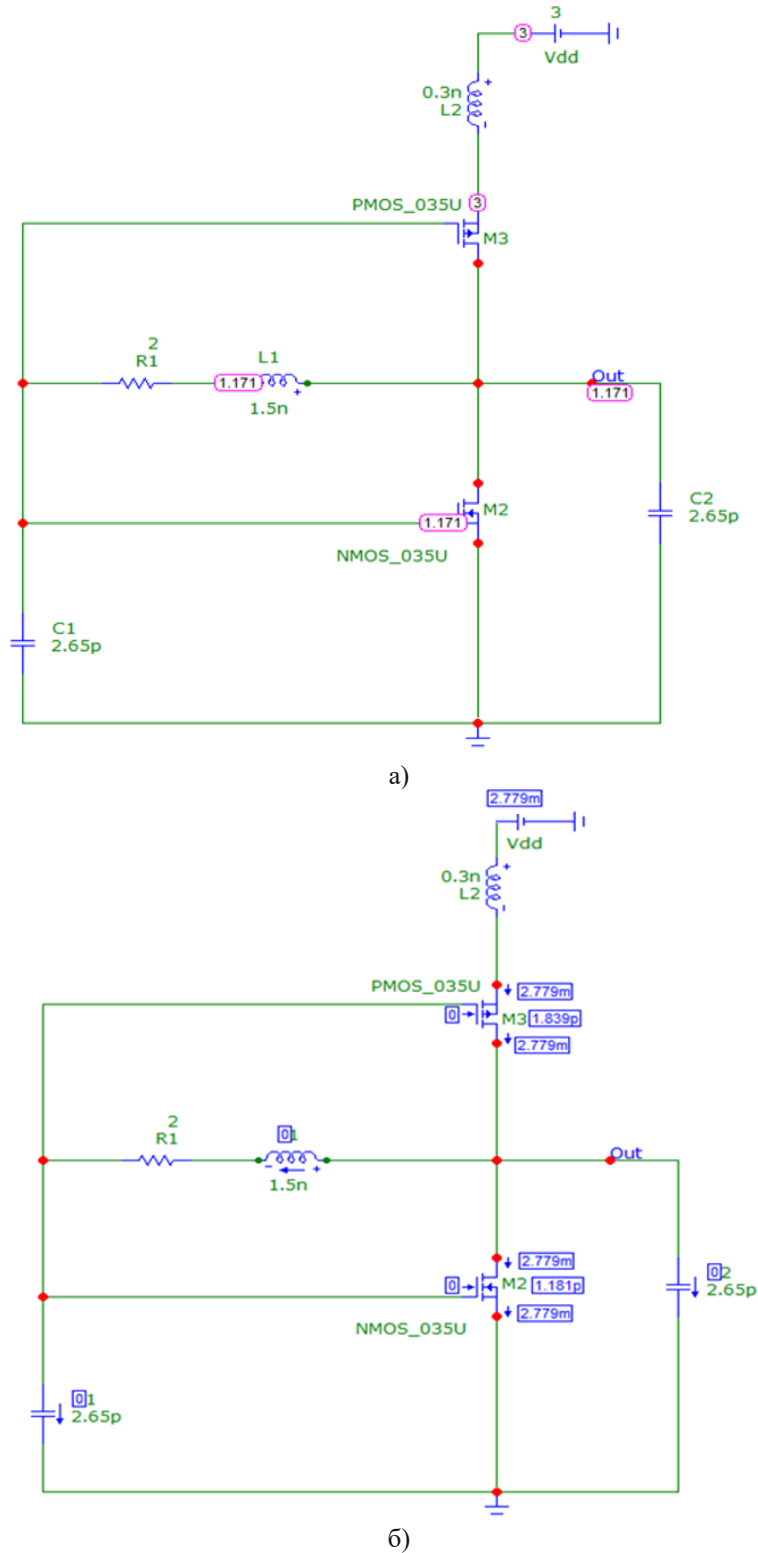 3
3
Vdd
0.3n
L2
PMOS_035U
3
M3
2
R1
L1
1.171
1.5n
Out
1.171
M2
1.171
NMOS_035U
C2
2.65p
C1
2.65p
а)
2.779m
Vdd
0.3n
L2
PMOS_035U
2.779m
0
M3
1.839p
2.779m
2
R1
0
1
1.5n
Out
2.779m
0
M2
1.181p
2.779m
NMOS_035U
0
2
2.65p
0
1
2.65p
б)